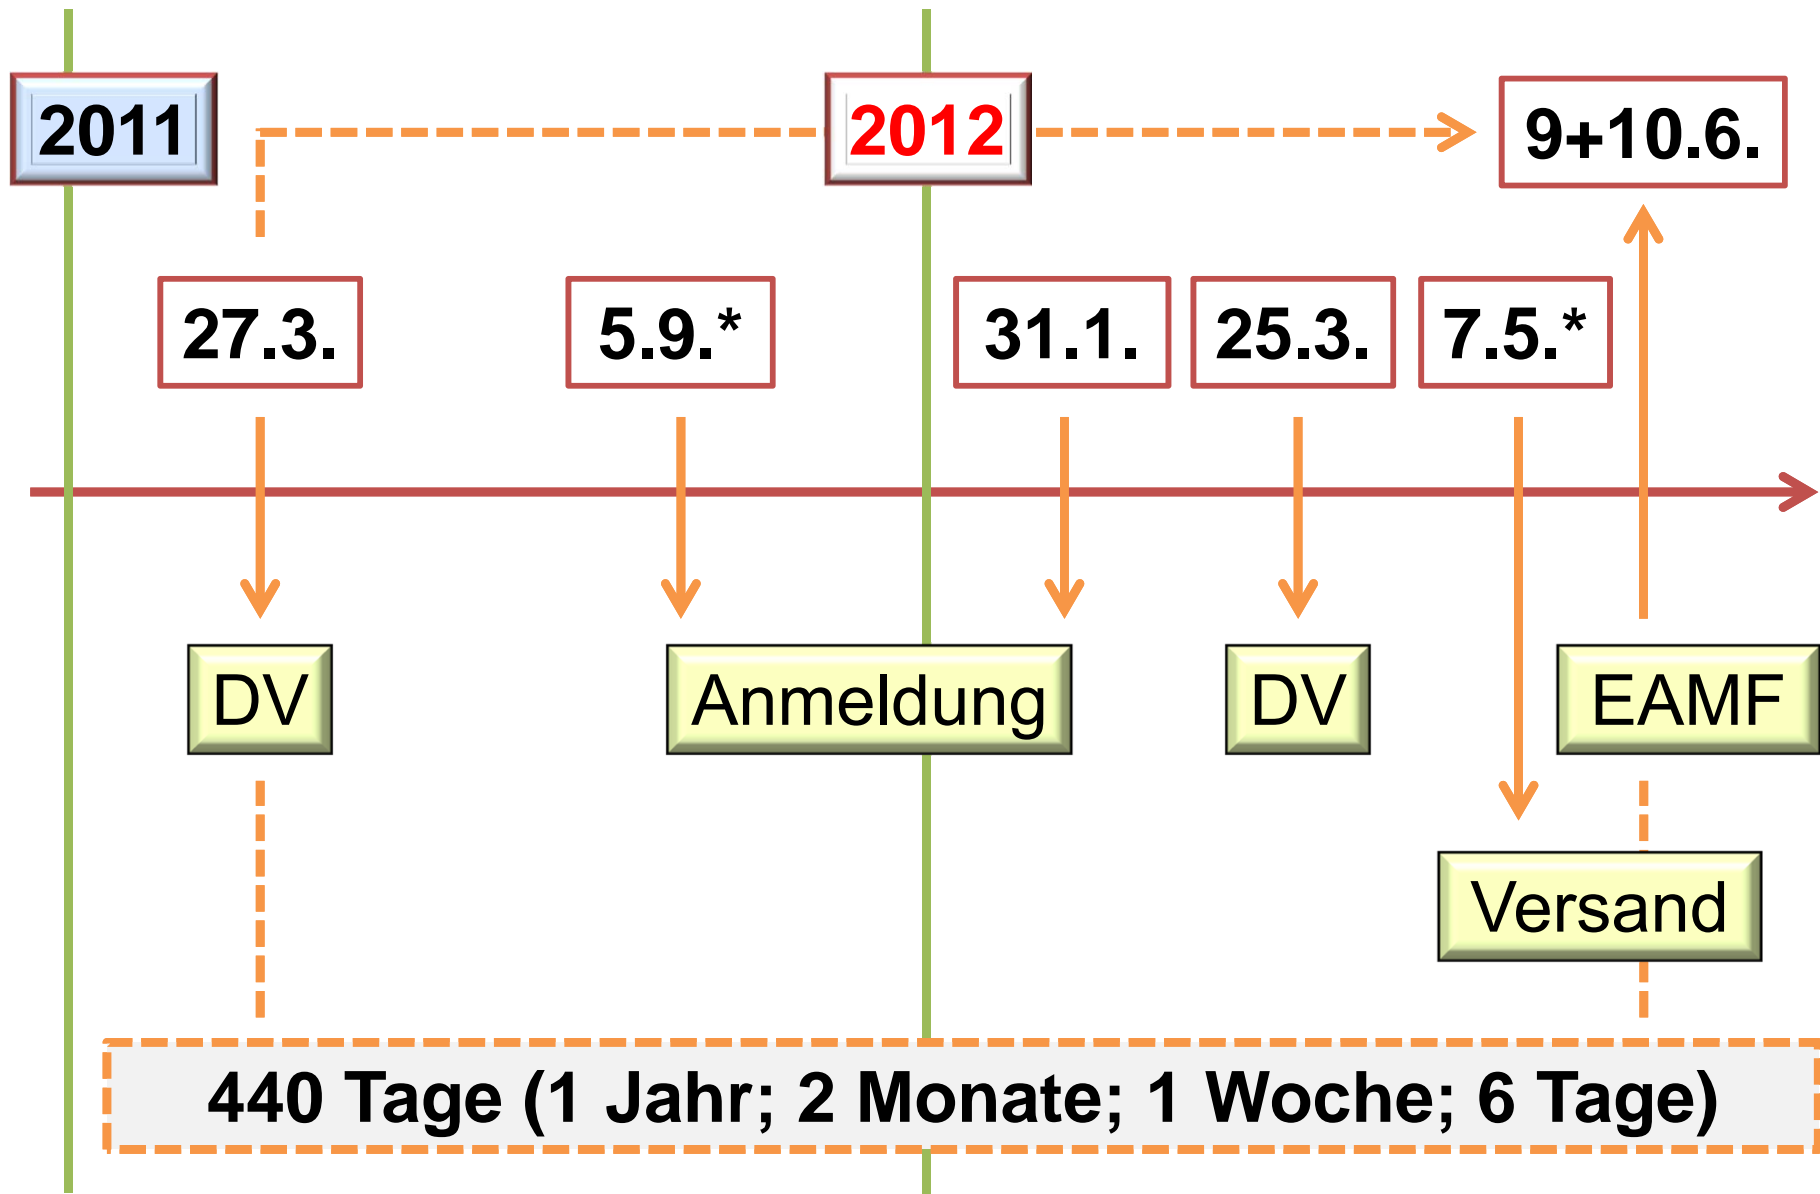 2011
2012
9+10.6.
27.3.
5.9.*
31.1.
25.3.
7.5.*
DV
Anmeldung
DV
EAMF
Versand
440 Tage (1 Jahr; 2 Monate; 1 Woche; 6 Tage)